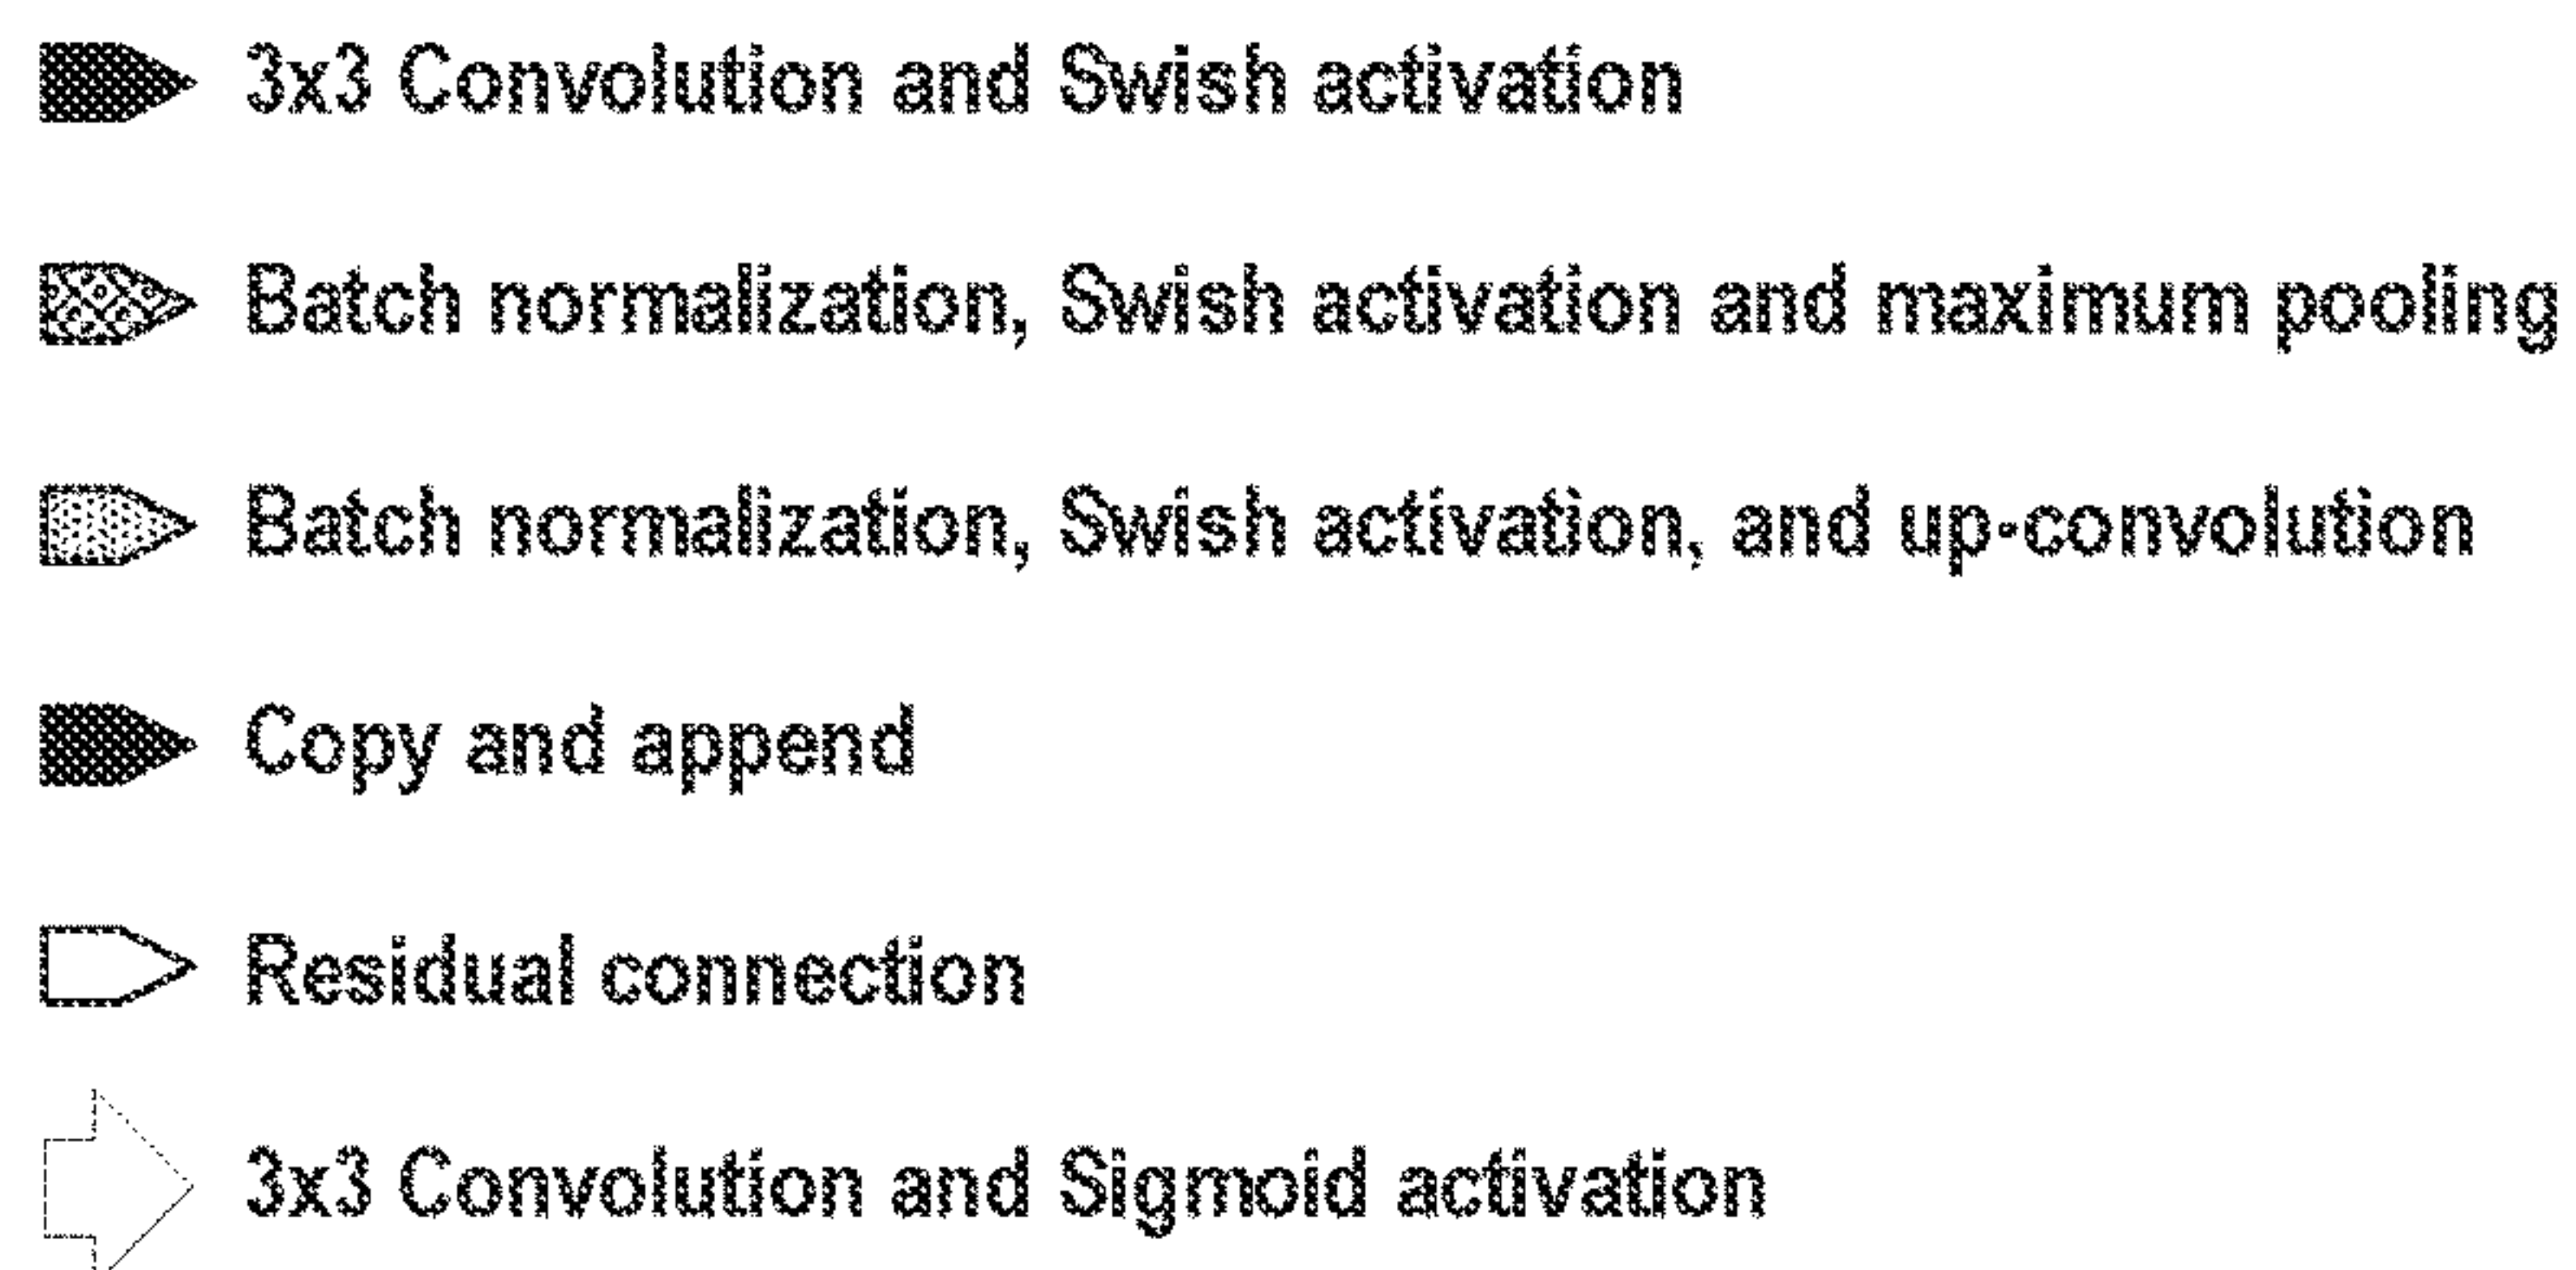 3x3 Convolution and Swish activation
Batch normalization, Swish activation and maximum pooling
Batch normalization, Swish activation, and up-convolution
Copy and append
Residual connection
3x3 Convolution and Sigmoid activation